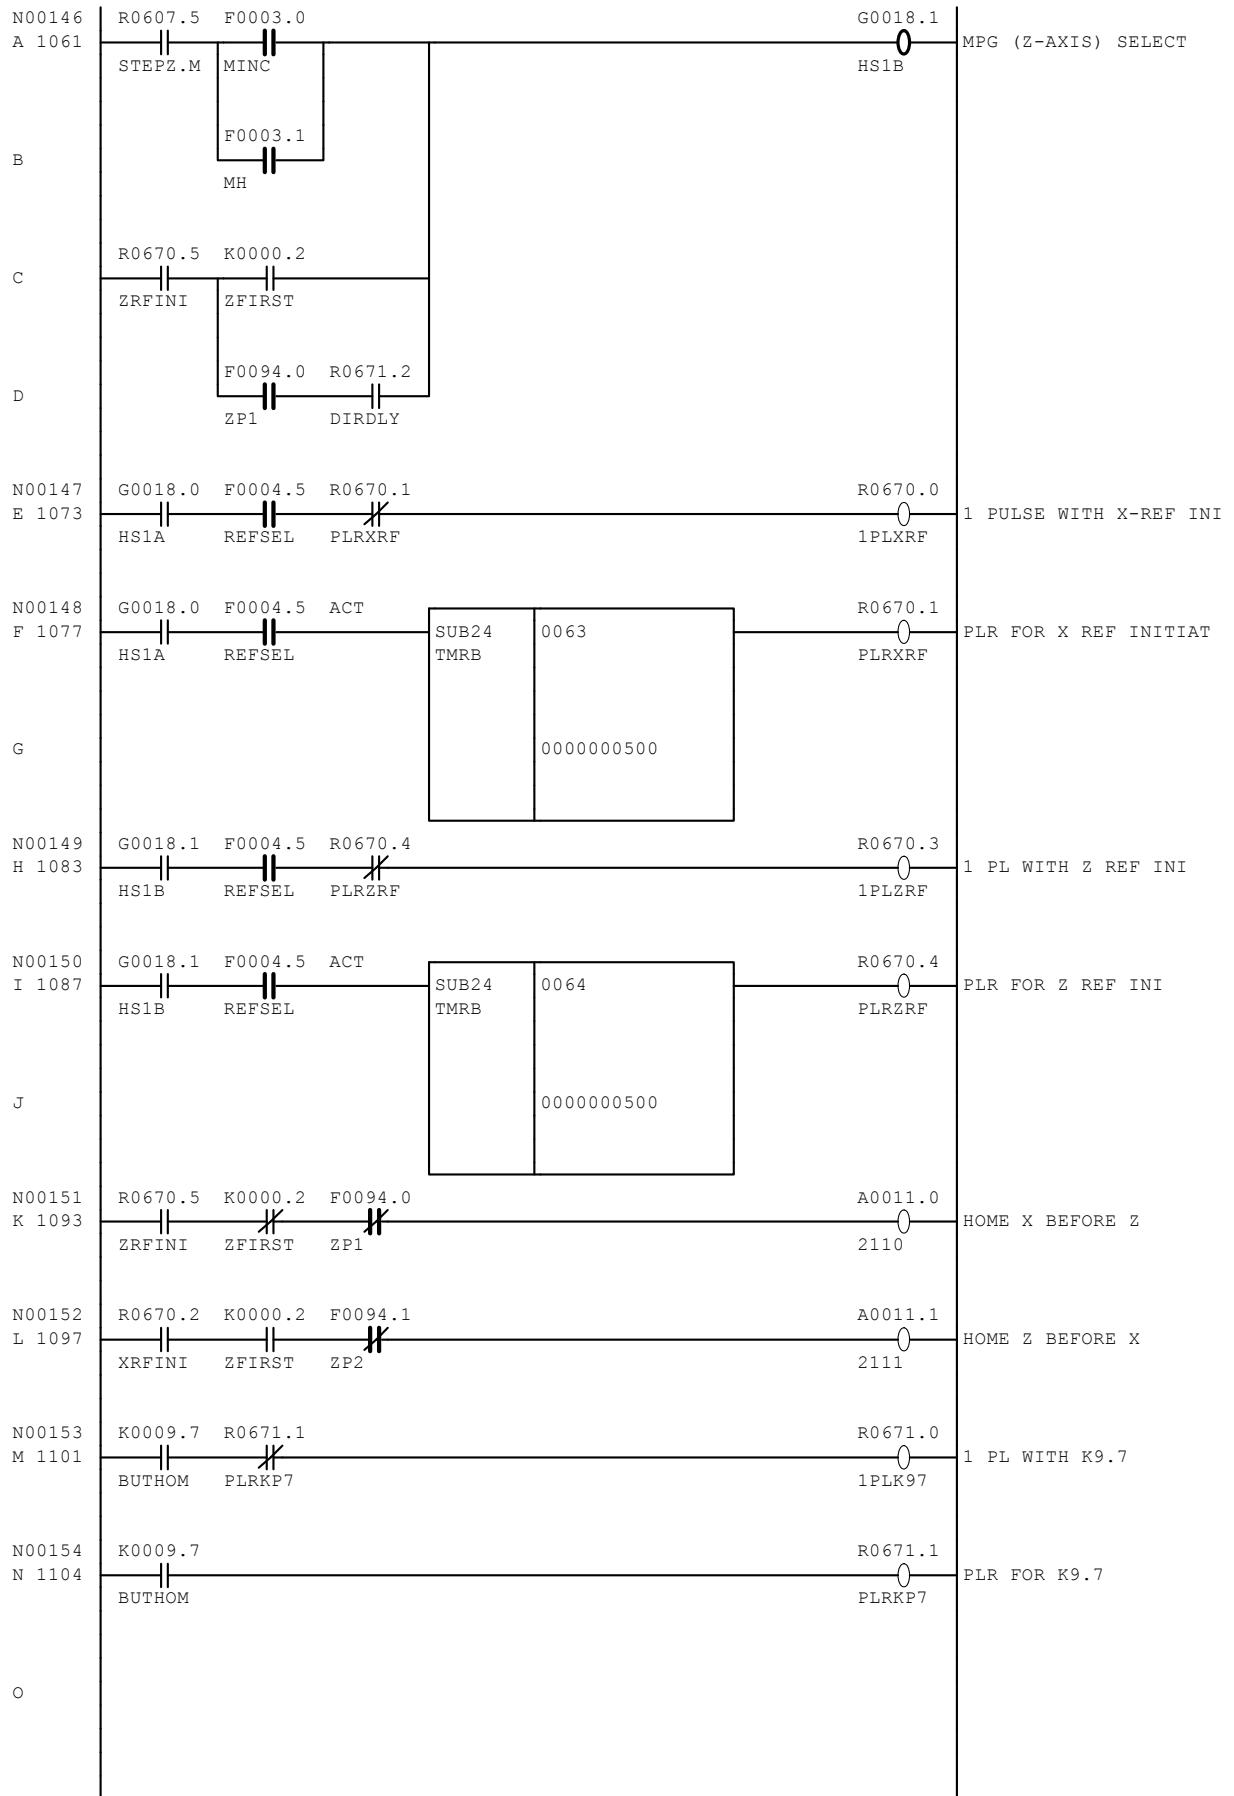 N00146 R0607.5 F0003.0 G0018.1
A 1061 MPG (Z-AXIS) SELECT
STEPZ.M MINC HS1B
F0003.1
B
MH
R0670.5 K0000.2
C
ZRFINI ZFIRST
F0094.0 R0671.2
D
ZP1 DIRDLY
N00147 G0018.0 F0004.5 R0670.1 R0670.0
E 1073 1 PULSE WITH X-REF INI
HS1A REFSEL PLRXRF 1PLXRF
N00148 G0018.0 F0004.5 ACT R0670.1
F 1077 SUB24 0063 PLR FOR X REF INITIAT
HS1A REFSEL TMRB PLRXRF
G 0000000500
N00149 G0018.1 F0004.5 R0670.4 R0670.3
H 1083 1 PL WITH Z REF INI
HS1B REFSEL PLRZRF 1PLZRF
N00150 G0018.1 F0004.5 ACT R0670.4
I 1087 SUB24 0064 PLR FOR Z REF INI
HS1B REFSEL TMRB PLRZRF
J 0000000500
N00151 R0670.5 K0000.2 F0094.0 A0011.0
K 1093 HOME X BEFORE Z
ZRFINI ZFIRST ZP1 2110
N00152 R0670.2 K0000.2 F0094.1 A0011.1
L 1097 HOME Z BEFORE X
XRFINI ZFIRST ZP2 2111
N00153 K0009.7 R0671.1 R0671.0
M 1101 1 PL WITH K9.7
BUTHOM PLRKP7 1PLK97
N00154 K0009.7 R0671.1
N 1104 PLR FOR K9.7
BUTHOM PLRKP7
O